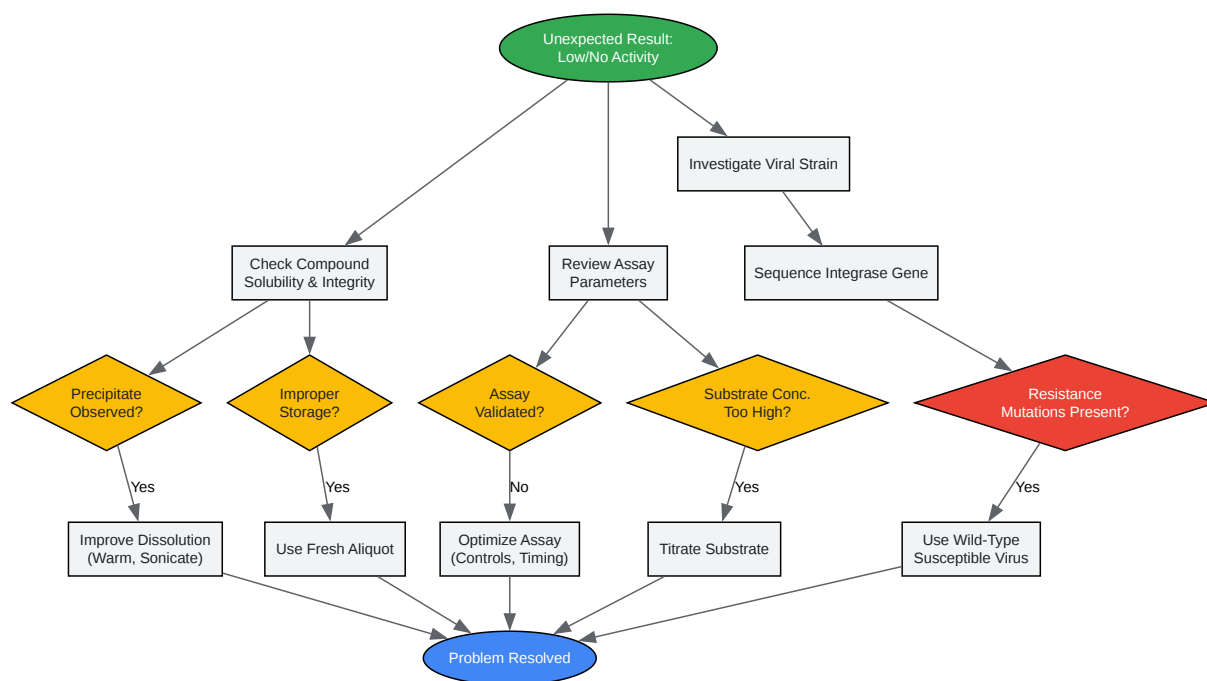 Unexpected Result:
Low/No Activity
Investigate Viral Strain
Check Compound
Solubility & Integrity
Review Assay
Parameters
Sequence Integrase Gene
Precipitate
Observed?
Improper
Storage?
Assay
Validated?
Substrate Conc.
Too High?
Resistance
Mutations Present?
Yes
Yes
No
Yes
Yes
Improve Dissolution
(Warm, Sonicate)
Use Fresh Aliquot
Optimize Assay
(Controls, Timing)
Titrate Substrate
Use Wild-Type
Susceptible Virus
Problem Resolved